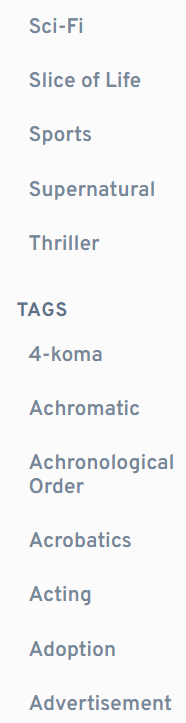 Sci-Fi
Slice of Life
Sports
Supernatural
Thriller
TAGS
4-koma
Achromatic
Achronological
Order
Acrobatics
Acting
Adoption
Advertisement